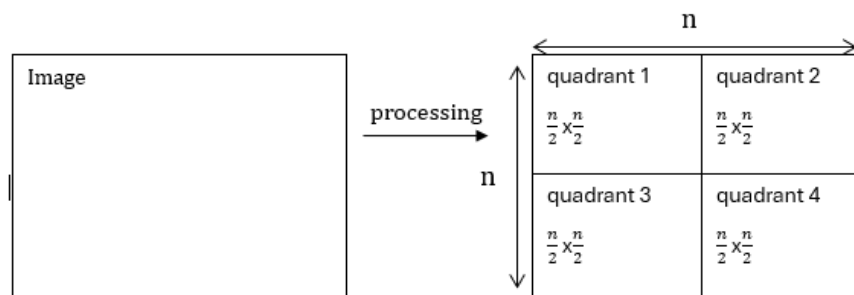 n
Image
processing
n
quadrant 1
n/2 x n/2
quadrant 2
n/2 x n/2
quadrant 3
n/2 x n/2
quadrant 4
n/2 x n/2